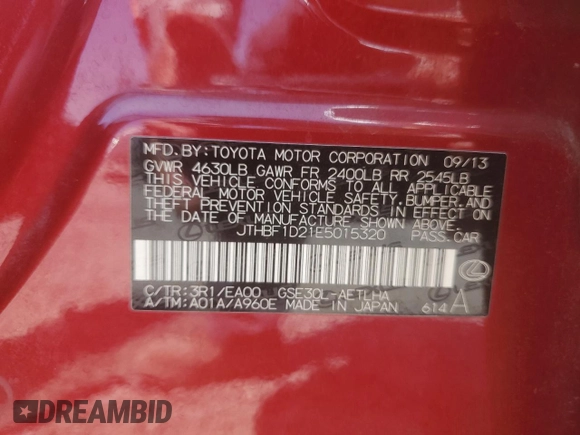 MFD.BY:TOYOTA MOTOR CORPORATION 09/13
GVWR 4630LB GAWR FR 2400LB RR 2545LB
THIS VEHICLE CONFORMS TO ALL APPLICABLE
FEDERAL MOTOR VEHICLE SAFETY,BUMPER,AND
THEFT PREVENTION STANDARDS IN EFFECT ON
THE DATE OF MANUFACTURE SHOWN ABOVE.
JTHBF1D21E5015320 PASS.CAR
C/TR:3R1/EA00 GSE30L-AETLHA
A/TM:A01A/A960E MADE IN JAPAN 614 A
DREAMBID